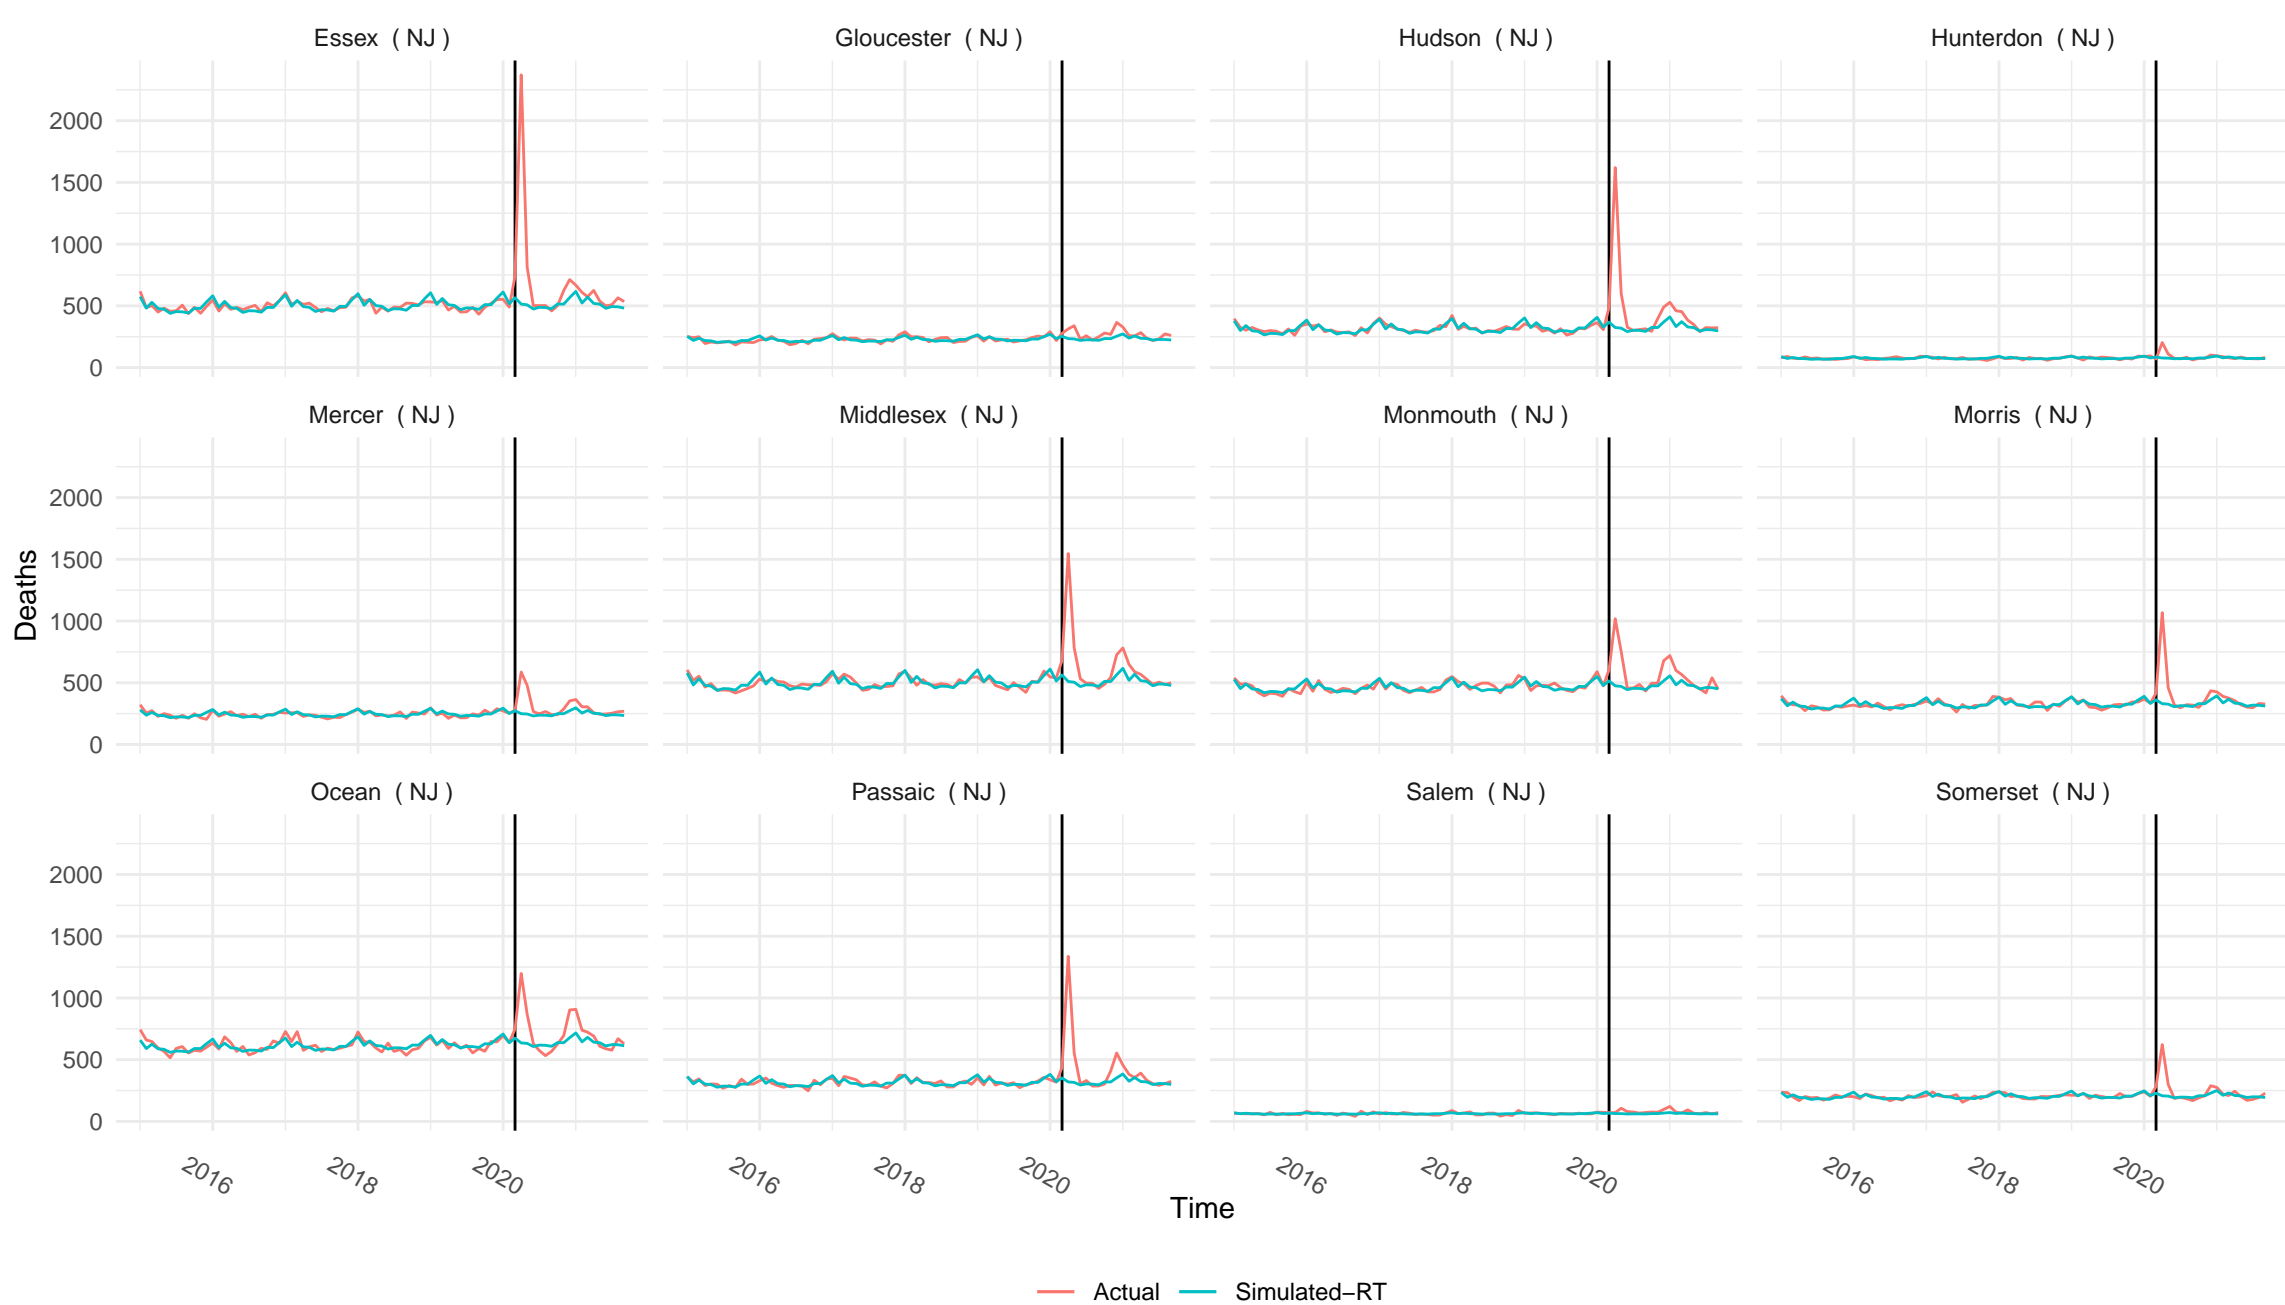 Essex ( NJ )
Gloucester ( NJ )
Hudson ( NJ )
Hunterdon ( NJ )
2000
1500
1000
500
0
Mercer ( NJ )
Middlesex ( NJ )
Monmouth ( NJ )
Morris ( NJ )
2000
1500
1000
500
0
Deaths
Ocean ( NJ )
Passaic ( NJ )
Salem ( NJ )
Somerset ( NJ )
2000
1500
1000
500
0
2016 2018 2020
2016 2018 2020
2016 2018 2020
2016 2018 2020
Time
Actual
Simulated−RT